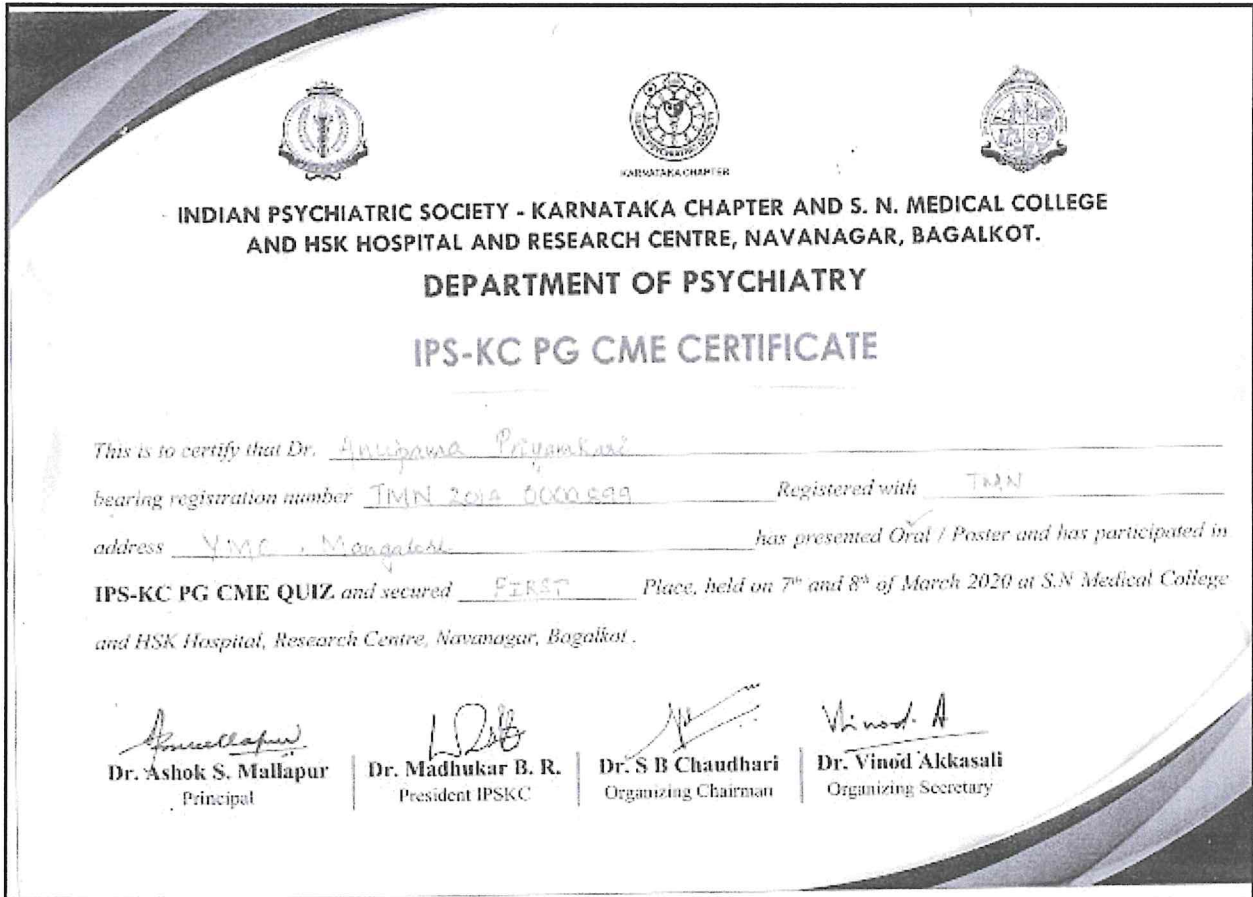 KARNATAKA CHAPTER
INDIAN PSYCHIATRIC SOCIETY - KARNATAKA CHAPTER AND S. N. MEDICAL COLLEGE
AND HSK HOSPITAL AND RESEARCH CENTRE, NAVANAGAR, BAGALKOT.
DEPARTMENT OF PSYCHIATRY
IPS-KC PG CME CERTIFICATE
This is to certify that Dr. Anupama Priyamkari
bearing registration number TMN 2014 0000899 Registered with TMN
address YMC, Mangalore has presented Oral / Poster and has participated in
IPS-KC PG CME QUIZ and secured FIRST Place, held on 7th and 8th of March 2020 at S.N Medical College
and HSK Hospital, Research Centre, Navanagar, Bagalkot.
Vinod. A
Dr. Ashok S. Mallapur Dr. Madhukar B. R. Dr. S B Chaudhari Dr. Vinod Akkasali
Principal President IPSKC Organizing Chairman Organizing Secretary